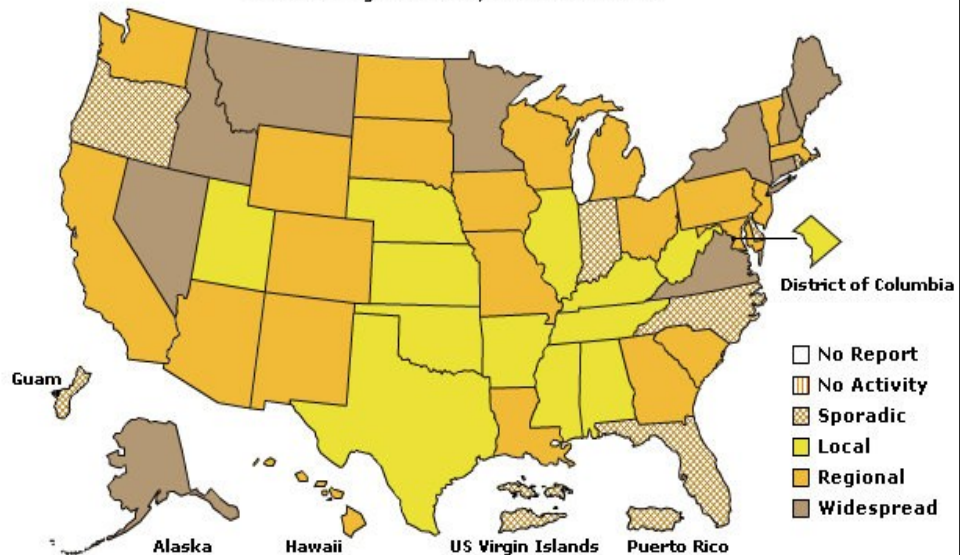 District of Columbia
No Report
No Activity
Guam
Sporadic
Local
Regional
Widespread
Alaska
Hawaii
US Virgin Islands
Puerto Rico